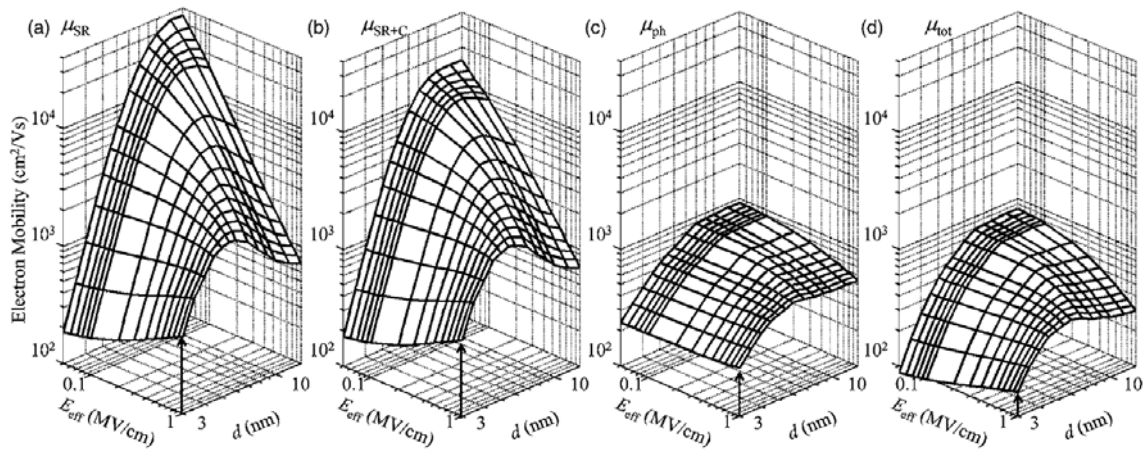 (a) μSR
(b) μSR+C
(c) μph
(d) μtot
Electron Mobility (cm²/Vs)
10⁴
10³
10²
0.1
1
Eeff (MV/cm)
3
10
d (nm)
10⁴
10³
10²
0.1
1
Eeff (MV/cm)
3
10
d (nm)
10⁴
10³
10²
0.1
1
Eeff (MV/cm)
3
10
d (nm)
10⁴
10³
10²
0.1
1
Eeff (MV/cm)
3
10
d (nm)